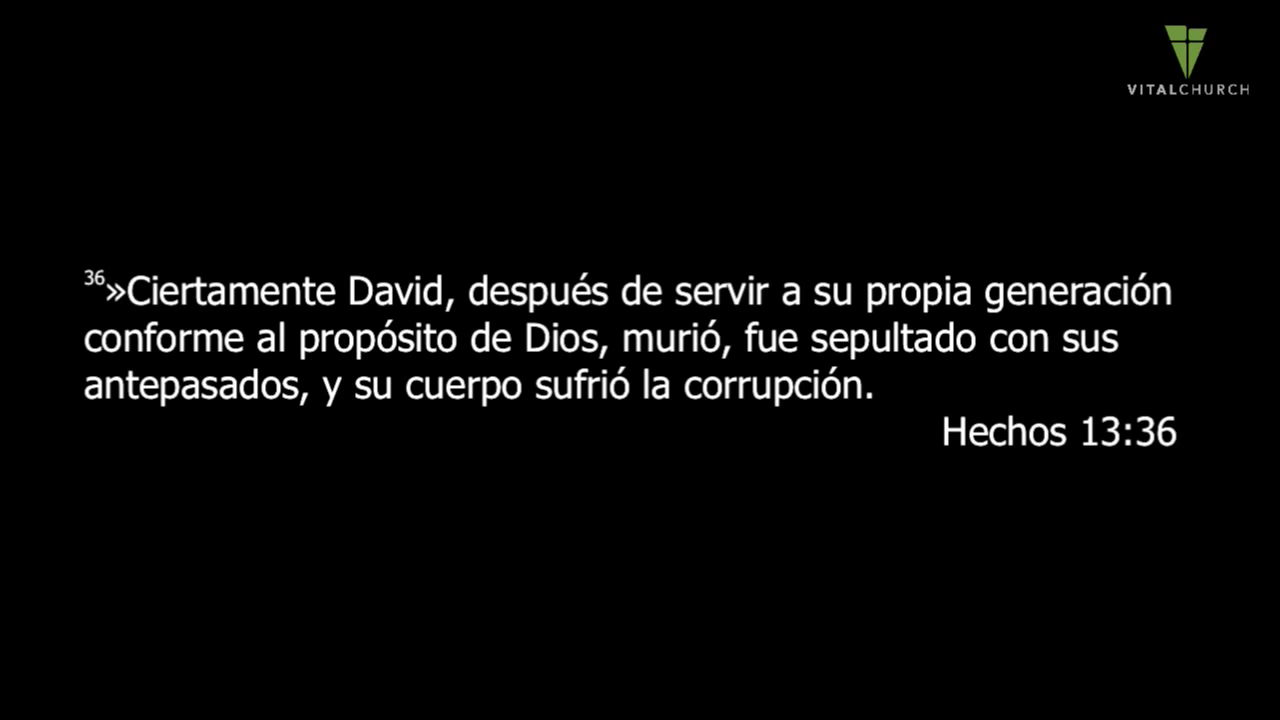 VITALCHURCH
36»Ciertamente David, después de servir a su propia generación
conforme al propósito de Dios, murió, fue sepultado con sus
antepasados, y su cuerpo sufrió la corrupción.
Hechos 13:36